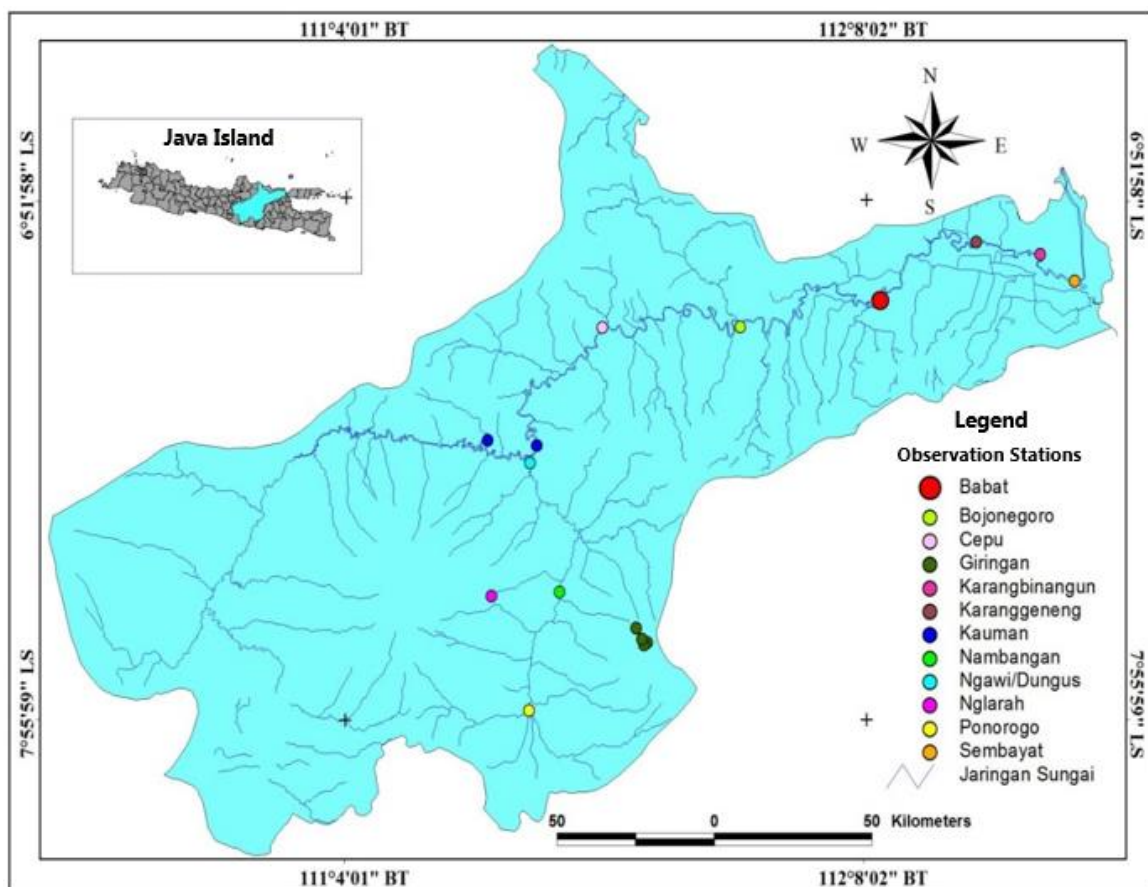 111°4'01" BT
112°8'02" BT
Java Island
N
W
E
S
6°51'58" LS
6°51'58" LS
Legend
Observation Stations
Babat
Bojonegoro
Cepu
Giringan
Karangbinangun
Karanggeneng
Kauman
Nambangan
Ngawi/Dungus
Nglarah
Ponorogo
Sembayat
Jaringan Sungai
7°55'59" LS
7°55'59" LS
50 0 50 Kilometers
111°4'01" BT
112°8'02" BT